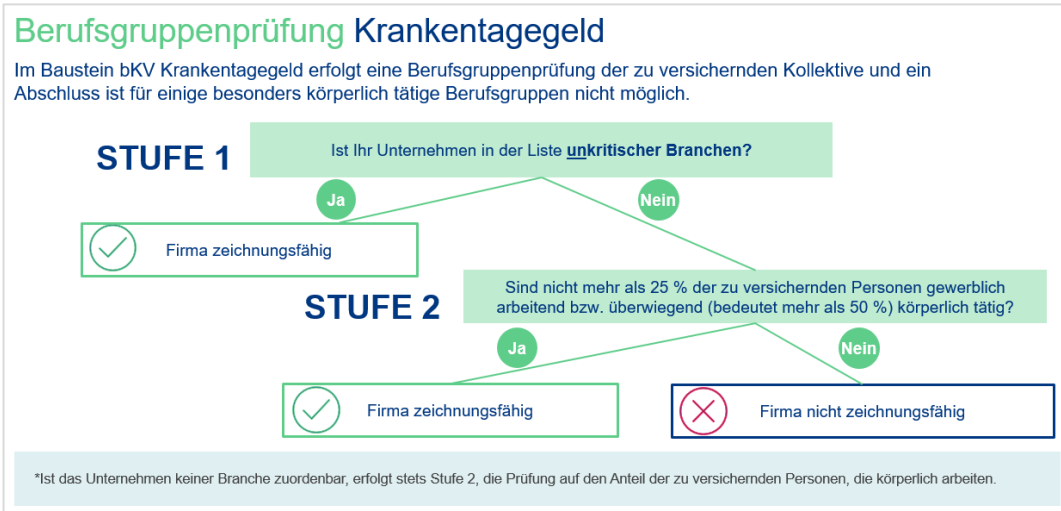 Berufsgruppenprüfung Krankentagegeld
Im Baustein bKV Krankentagegeld erfolgt eine Berufsgruppenprüfung der zu versichernden Kollektive und ein
Abschluss ist für einige besonders körperlich tätige Berufsgruppen nicht möglich.
STUFE 1
Ist Ihr Unternehmen in der Liste unkritischer Branchen?
Ja
Nein
Firma zeichnungsfähig
STUFE 2
Sind nicht mehr als 25 % der zu versichernden Personen gewerblich
arbeitend bzw. überwiegend (bedeutet mehr als 50 %) körperlich tätig?
Ja
Nein
Firma zeichnungsfähig
Firma nicht zeichnungsfähig
*Ist das Unternehmen keiner Branche zuordenbar, erfolgt stets Stufe 2, die Prüfung auf den Anteil der zu versichernden Personen, die körperlich arbeiten.